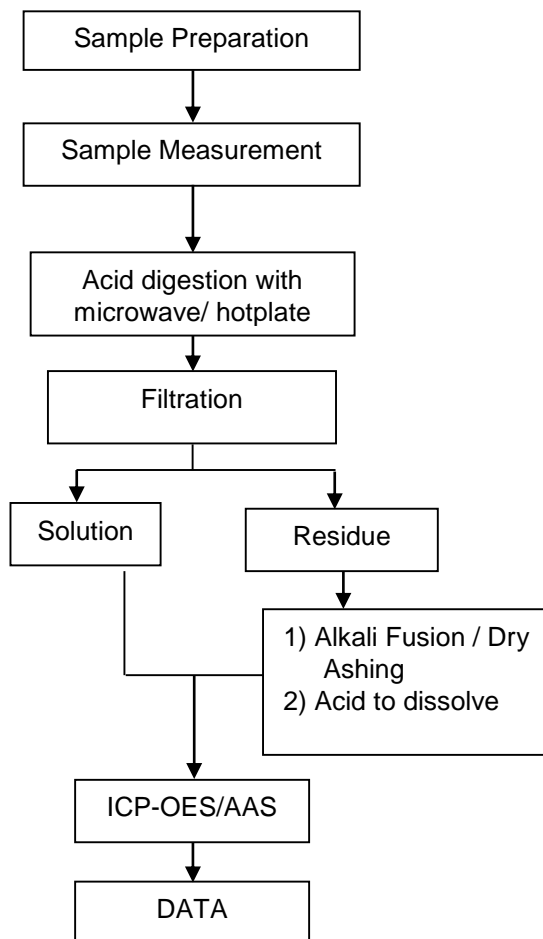 Sample Preparation
Sample Measurement
Acid digestion with
microwave/ hotplate
Filtration
Solution
Residue
1) Alkali Fusion / Dry
Ashing
2) Acid to dissolve
ICP-OES/AAS
DATA